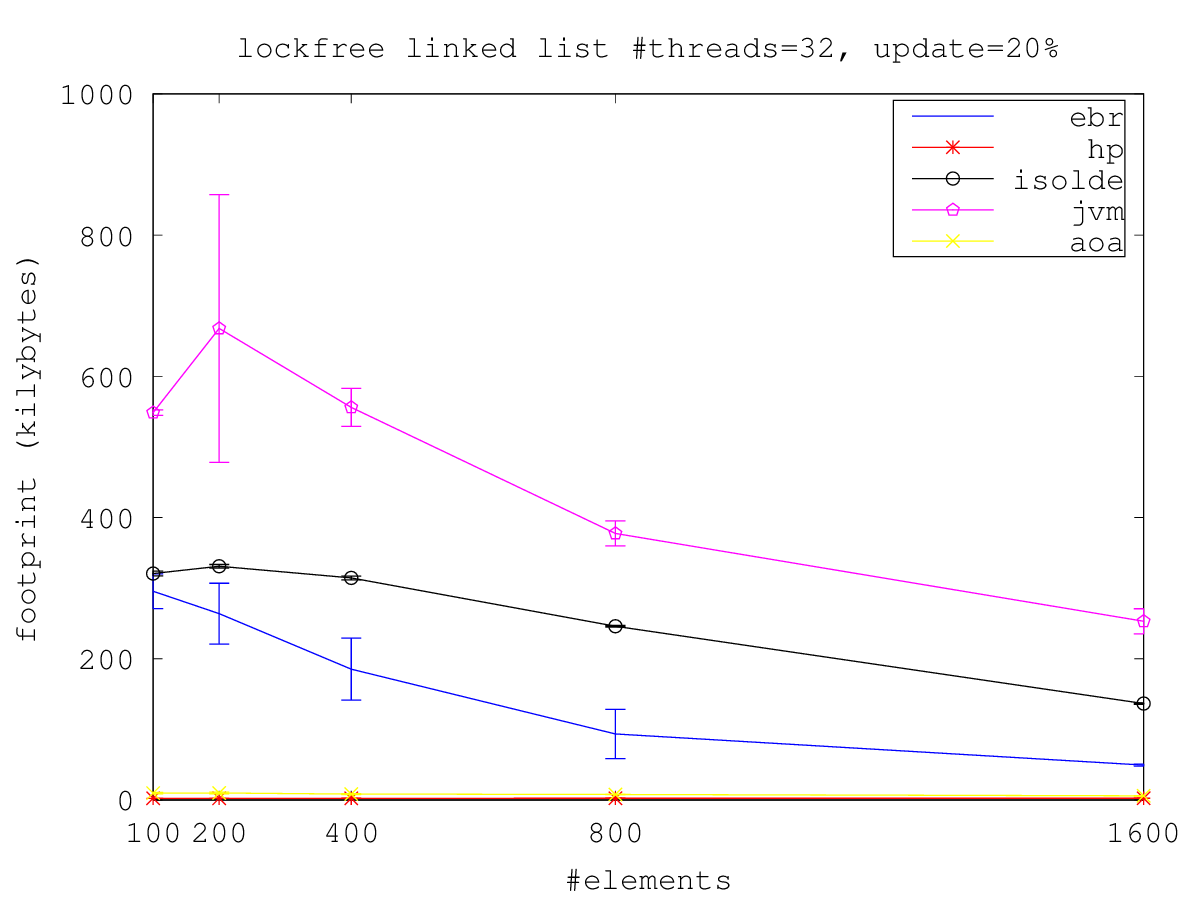 lockfree linked list #threads=32, update=20%
1000
800
600
400
200
0
footprint (kilybytes)
ebr
hp
isolde
jvm
aoa
100 200 400 800 1600
#elements